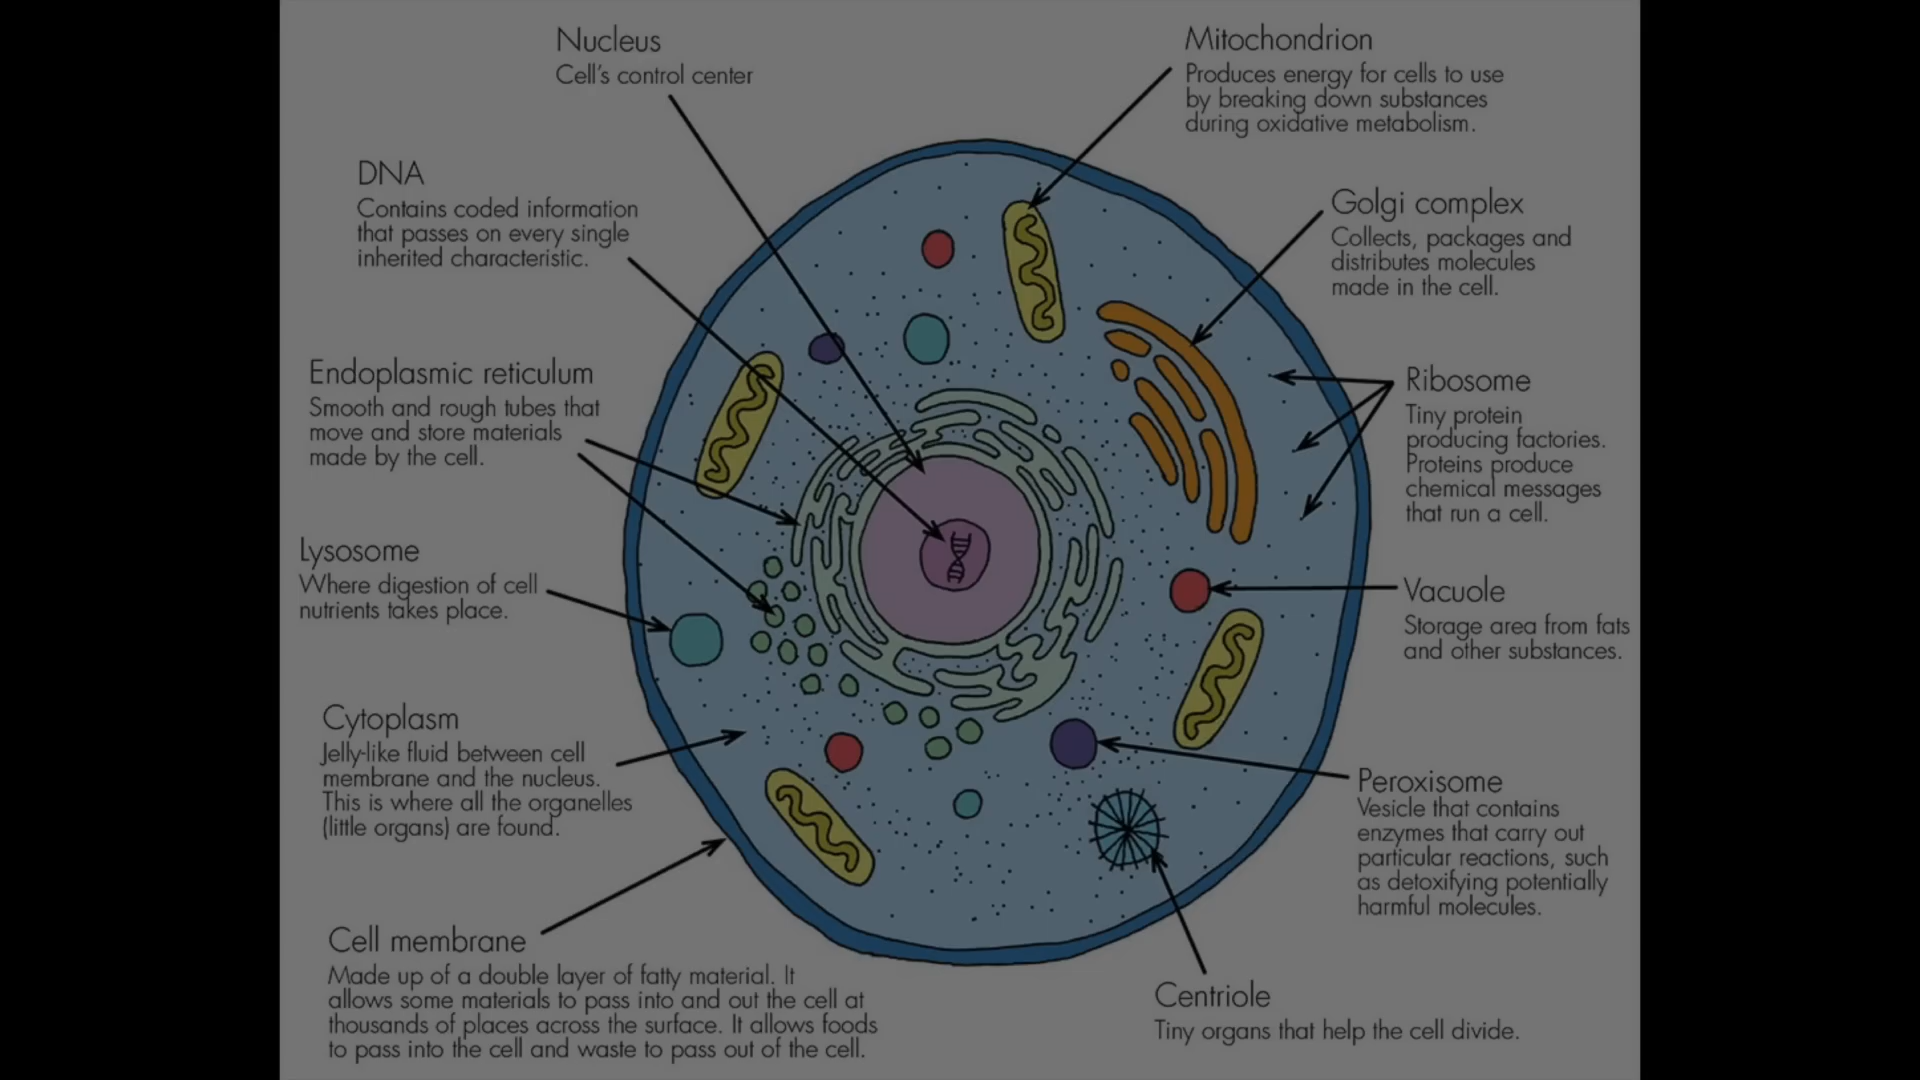 Nucleus
Cell's control center
Mitochondrion
Produces energy for cells to use
by breaking down substances
during oxidative metabolism.
DNA
Contains coded information
that passes on every single
inherited characteristic.
Golgi complex
Collects, packages and
distributes molecules
made in the cell.
Endoplasmic reticulum
Smooth and rough tubes that
move and store materials
made by the cell.
Ribosome
Tiny protein
producing factories.
Proteins produce
chemical messages
that run a cell.
Lysosome
Where digestion of cell
nutrients takes place.
Vacuole
Storage area from fats
and other substances.
Cytoplasm
Jelly-like fluid between cell
membrane and the nucleus.
This is where all the organelles
(little organs) are found.
Peroxisome
Vesicle that contains
enzymes that carry out
particular reactions, such
as detoxifying potentially
harmful molecules.
Cell membrane
Made up of a double layer of fatty material. It
allows some materials to pass into and out the cell at
thousands of places across the surface. It allows foods
to pass into the cell and waste to pass out of the cell.
Centriole
Tiny organs that help the cell divide.